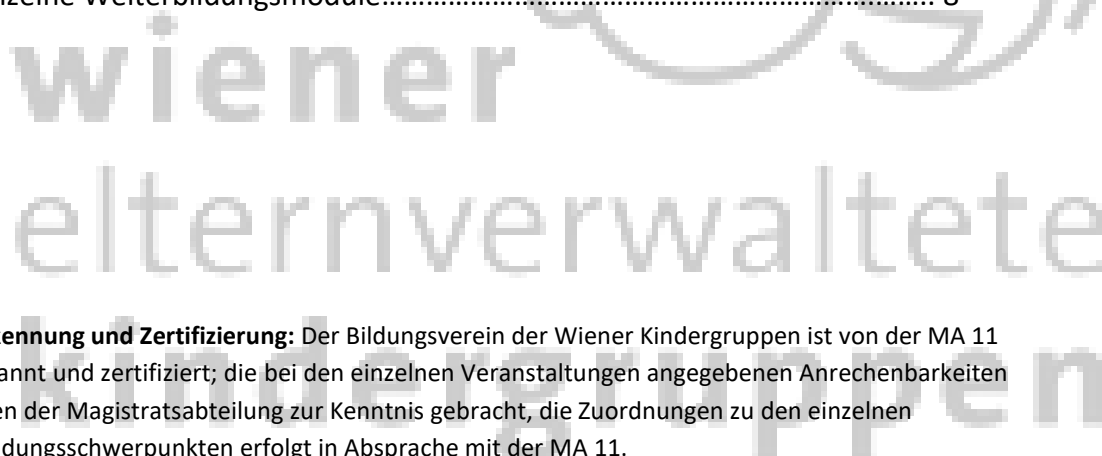 nzelne Weiterbildungsmodule……………………………………………………………………….. 8
wiener
elternverwaltete
kindergruppen
kennung und Zertifizierung: Der Bildungsverein der Wiener Kindergruppen ist von der MA 11
annt und zertifiziert; die bei den einzelnen Veranstaltungen angegebenen Anrechenbarkeiten
en der Magistratsabteilung zur Kenntnis gebracht, die Zuordnungen zu den einzelnen
dungsschwerpunkten erfolgt in Absprache mit der MA 11.